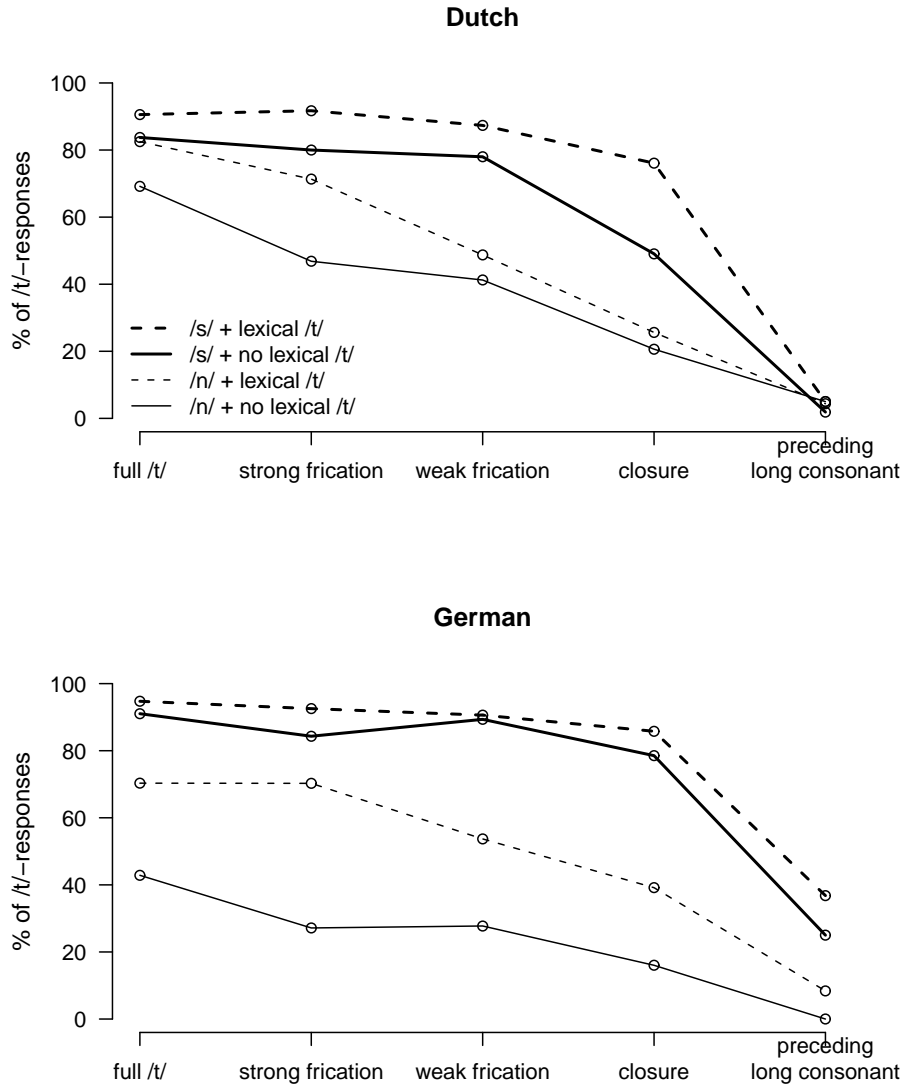 Dutch
100
80
60
40
20
0
% of /t/−responses
/s/ + lexical /t/
/s/ + no lexical /t/
/n/ + lexical /t/
/n/ + no lexical /t/
full /t/
strong frication
weak frication
closure
preceding
long consonant
German
100
80
60
40
20
0
% of /t/−responses
full /t/
strong frication
weak frication
closure
preceding
long consonant